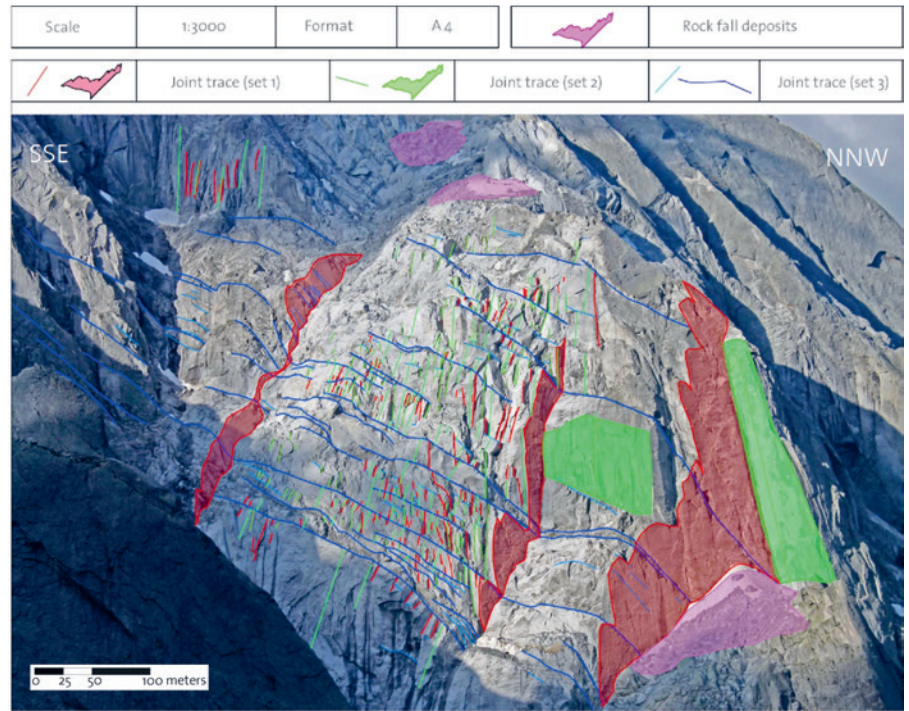 Scale 1:3000 Format A 4 Rock fall deposits
Joint trace (set 1) Joint trace (set 2) Joint trace (set 3)
SSE NNW
0 25 50 100 meters